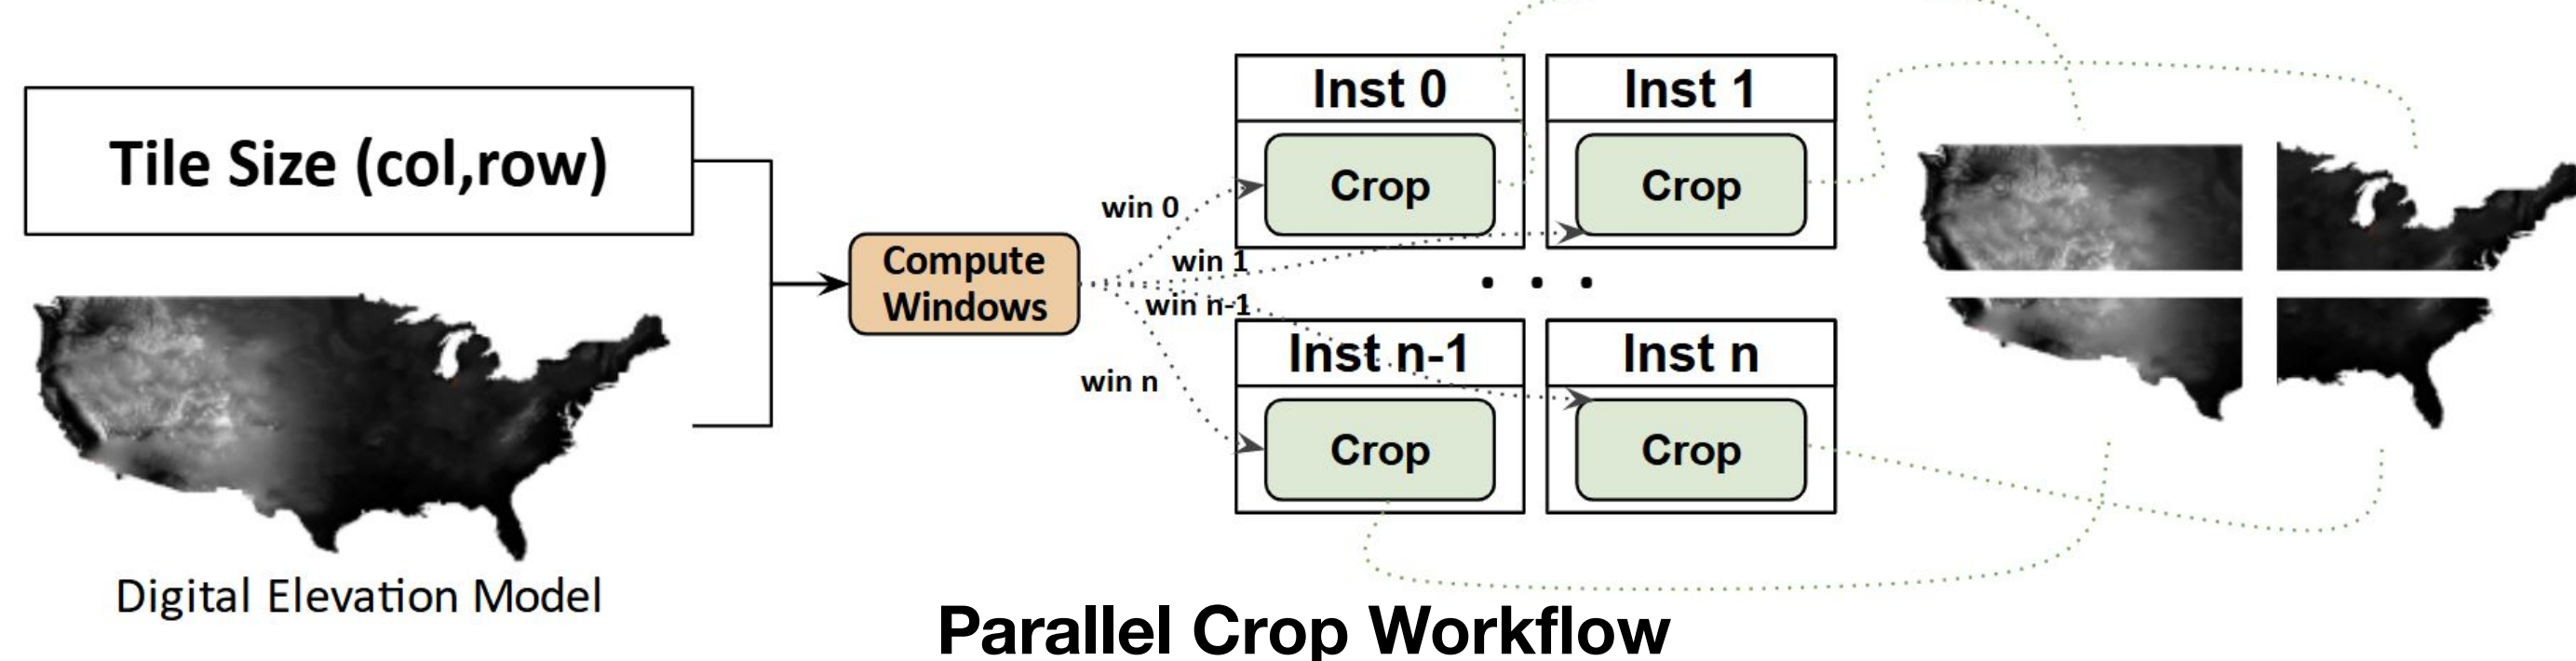 Tile Size (col,row)
Digital Elevation Model
Compute
Windows
win 0
win 1
win n-1
win n
Inst 0
Crop
Inst 1
Crop
. . .
Inst n-1
Crop
Inst n
Crop
Parallel Crop Workflow